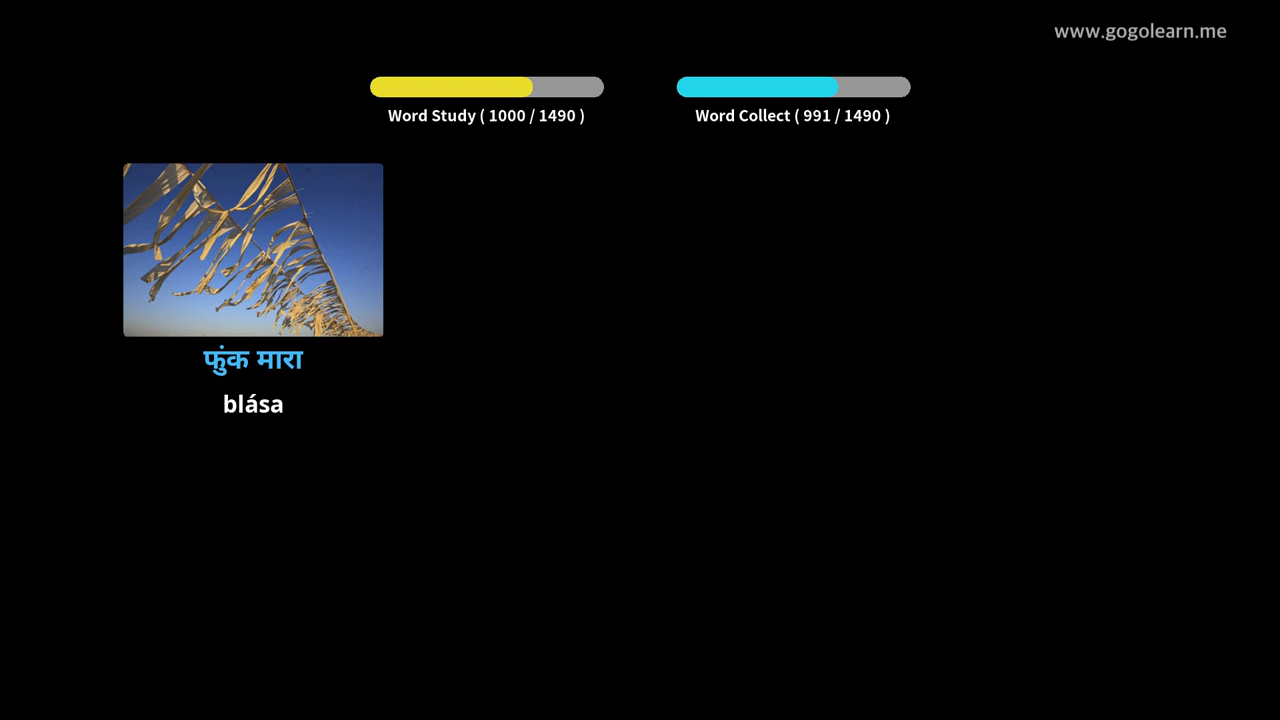 www.gogolearn.me
Word Study ( 1000 / 1490 )
Word Collect ( 991 / 1490 )
फुंक मारा
blása